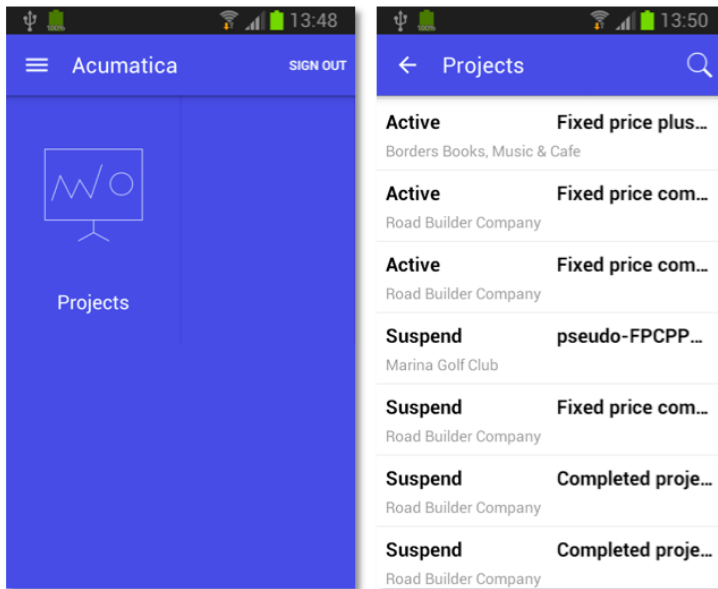 100%
13:48
Acumatica
SIGN OUT
Projects
100%
13:50
Projects
Active Fixed price plus...
Borders Books, Music & Cafe
Active Fixed price com...
Road Builder Company
Active Fixed price com...
Road Builder Company
Suspend pseudo-FPCPP...
Marina Golf Club
Suspend Fixed price com...
Road Builder Company
Suspend Completed proje...
Road Builder Company
Suspend Completed proje...
Road Builder Company